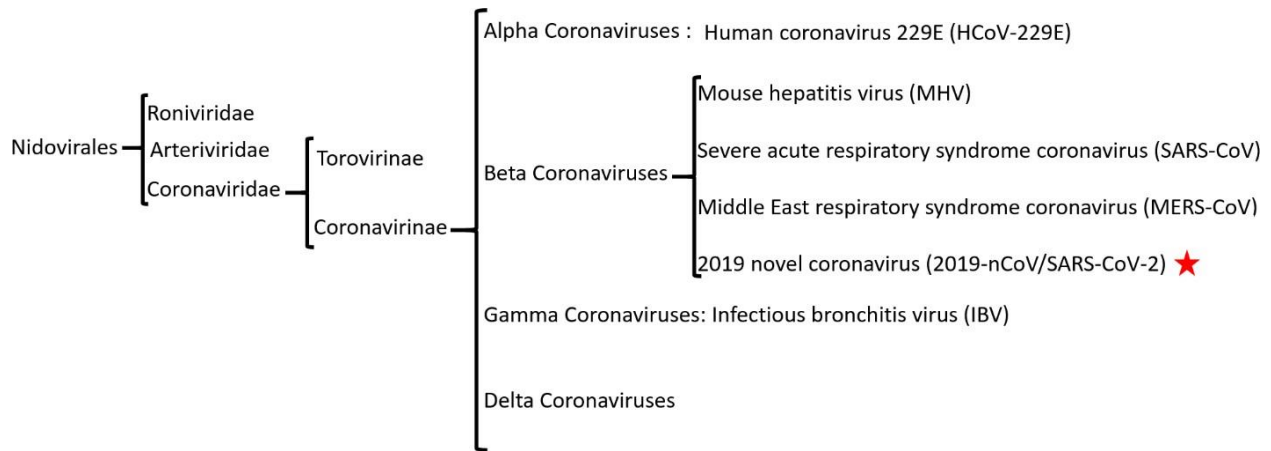 Nidovirales
Roniviridae
Arteriviridae
Coronaviridae
Torovirinae
Coronavirinae
Alpha Coronaviruses : Human coronavirus 229E (HCoV-229E)
Beta Coronaviruses
Mouse hepatitis virus (MHV)
Severe acute respiratory syndrome coronavirus (SARS-CoV)
Middle East respiratory syndrome coronavirus (MERS-CoV)
2019 novel coronavirus (2019-nCoV/SARS-CoV-2)
Gamma Coronaviruses: Infectious bronchitis virus (IBV)
Delta Coronaviruses